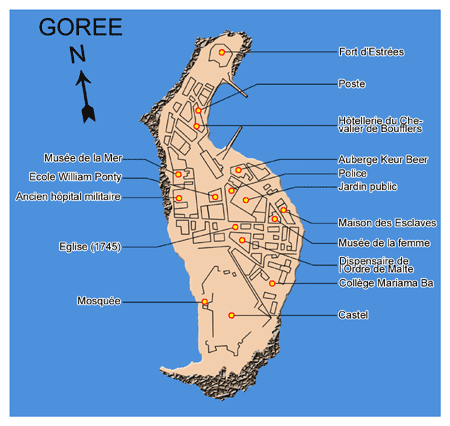 GOREE
N
Fort d'Estrées
Poste
Hôtellerie du Che-
valier de Boufflers
Musée de la Mer
Auberge Keur Beer
Ecole William Ponty
Police
Ancien hôpital militaire
Jardin public
Maison des Esclaves
Eglise (1745)
Musée de la femme
Dispensaire de
l'Ordre de Malte
Collège Mariama Ba
Mosquée
Castel